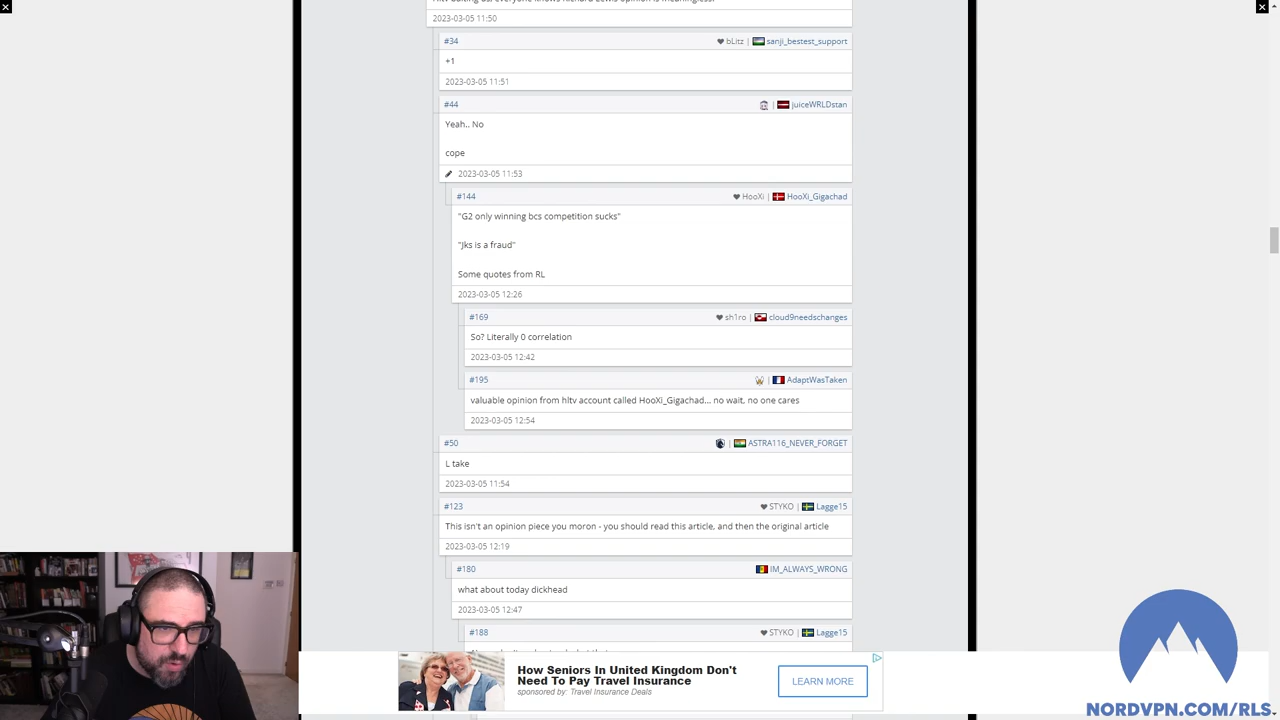 2023-03-05 11:50
#34
bLitz | sanji_bestest_support
+1
2023-03-05 11:51
#44
| juiceWRLDstan
Yeah.. No
cope
2023-03-05 11:53
#144
HooXi | HooXi_Gigachad
"G2 only winning bcs competition sucks"
"Jks is a fraud"
Some quotes from RL
2023-03-05 12:26
#169
sh1ro | cloud9needschanges
So? Literally 0 correlation
2023-03-05 12:42
#195
| AdaptWasTaken
valuable opinion from hltv account called HooXi_Gigachad... no wait, no one cares
2023-03-05 12:54
#50
| ASTRA116_NEVER_FORGET
L take
2023-03-05 11:54
#123
STYKO | Lagge15
This isn't an opinion piece you moron - you should read this article, and then the original article
2023-03-05 12:19
#180
IM_ALWAYS_WRONG
what about today dickhead
2023-03-05 12:47
#188
STYKO | Lagge15
How Seniors In United Kingdom Don't
Need To Pay Travel Insurance
sponsored by: Travel Insurance Deals
LEARN MORE
NORDVPN.COM/RLS